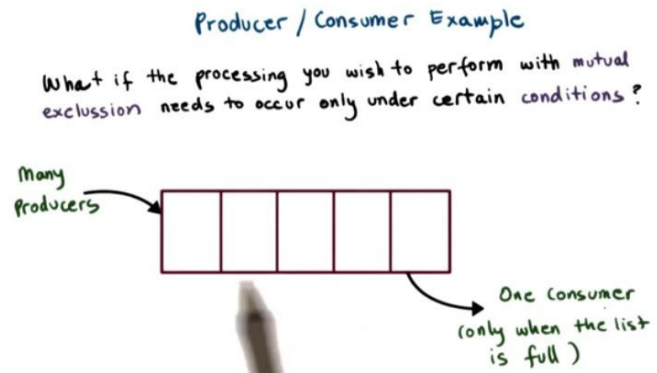 Producer / Consumer Example
What if the processing you wish to perform with mutual
exclussion needs to occur only under certain conditions?
Many
Producers
One Consumer
(only when the list
is full)